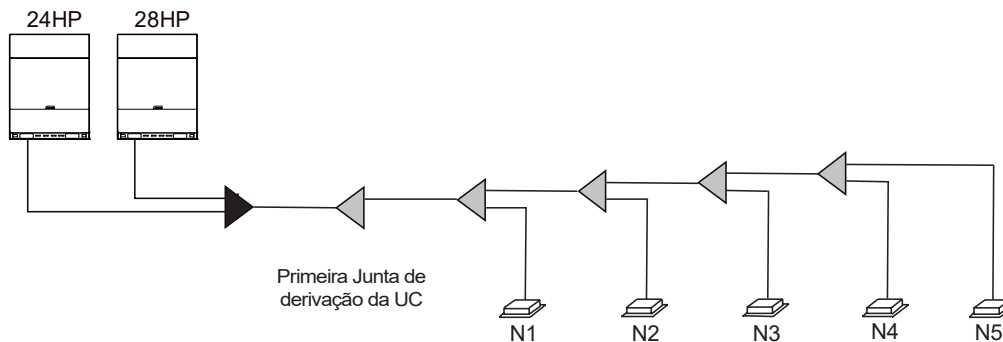 24HP 28HP
Primeira Junta de
derivação da UC
N1 N2 N3 N4 N5